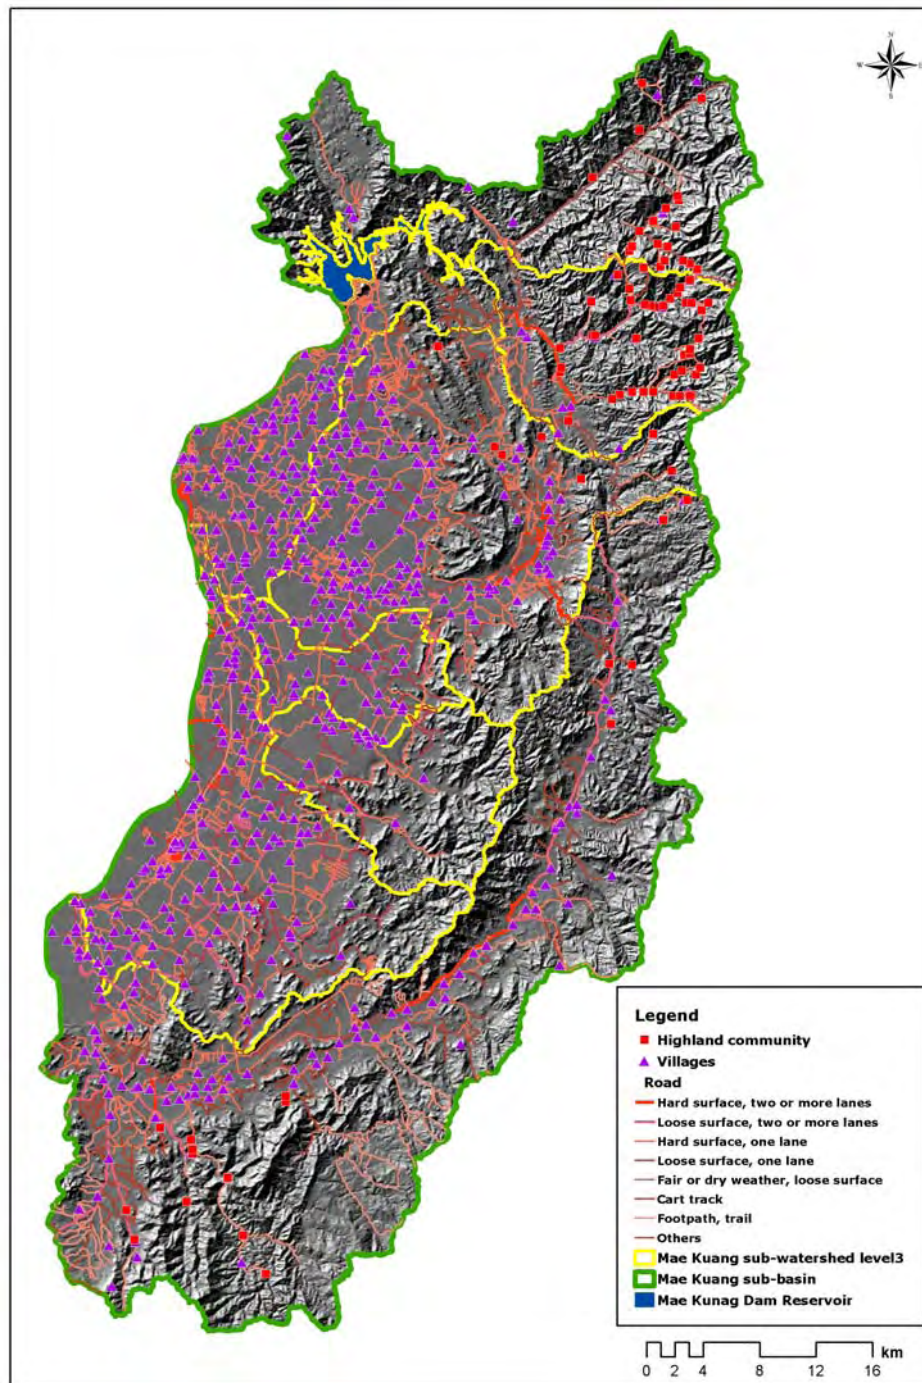 N
W
E
S
Legend
Highland community
Villages
Road
Hard surface, two or more lanes
Loose surface, two or more lanes
Hard surface, one lane
Loose surface, one lane
Fair or dry weather, loose surface
Cart track
Footpath, trail
Others
Mae Kuang sub-watershed level3
Mae Kuang sub-basin
Mae Kunag Dam Reservoir
km
0 2 4 8 12 16